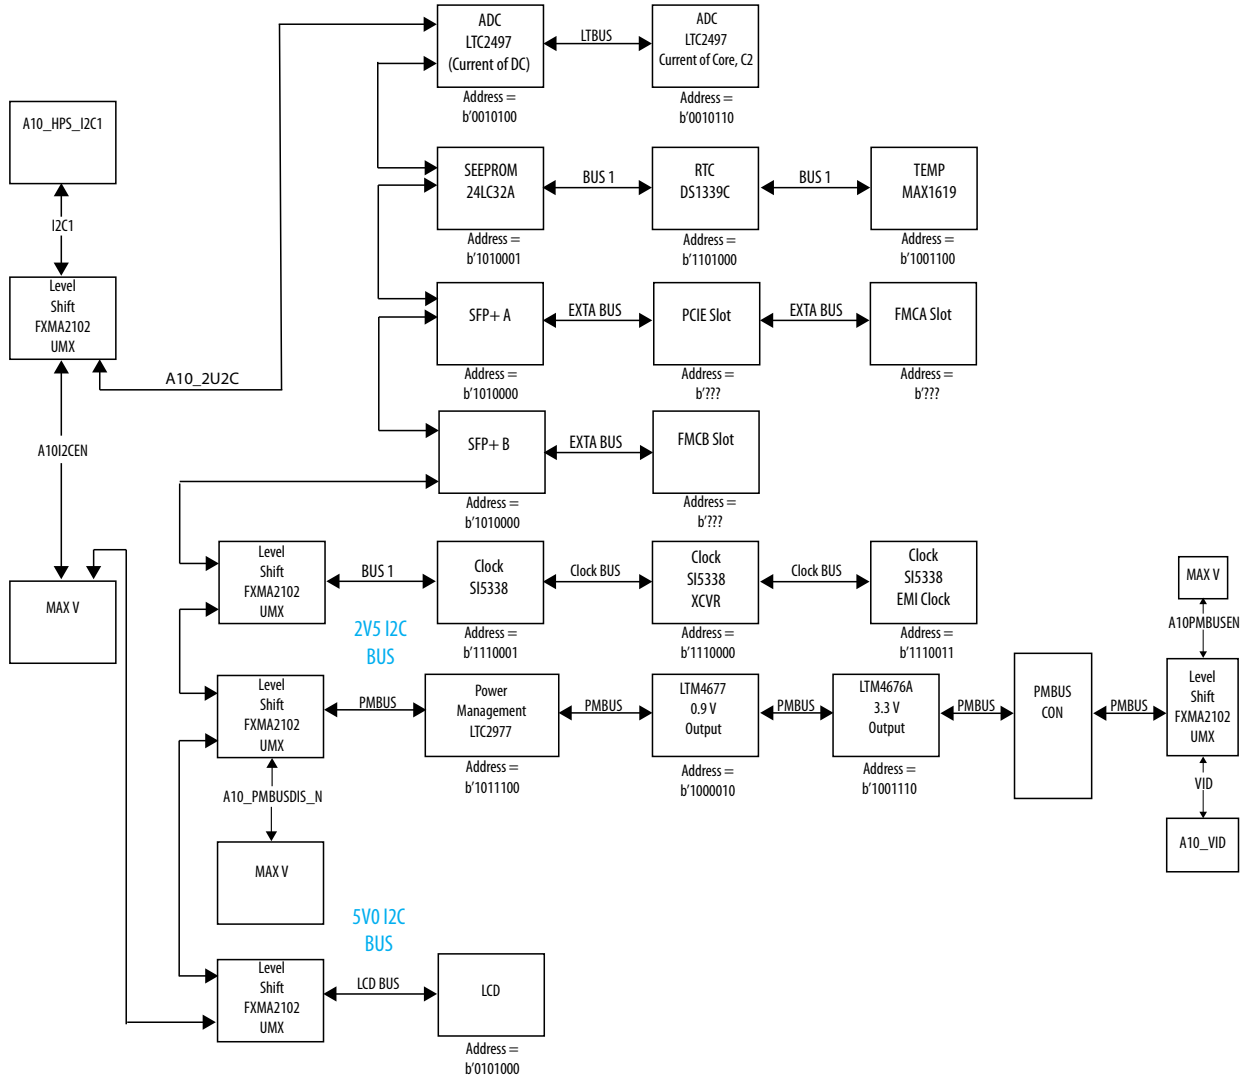 ADC
LTC2497
(Current of DC)
LTBUS
ADC
LTC2497
Current of Core, C2
Address =
b'0010100
Address =
b'0010110
A10_HPS_I2C1
I2C1
Level
Shift
FXMA2102
UMX
A10_2U2C
A10I2CEN
MAX V
SEEPROM
24LC32A
BUS 1
RTC
DS1339C
BUS 1
TEMP
MAX1619
Address =
b'1010001
Address =
b'1101000
Address =
b'1001100
SFP+ A
EXTA BUS
PCIE Slot
EXTA BUS
FMCA Slot
Address =
b'1010000
Address =
b'???
Address =
b'???
SFP+ B
EXTA BUS
FMCB Slot
Address =
b'1010000
Address =
b'???
Level
Shift
FXMA2102
UMX
BUS 1
Clock
SI5338
Clock BUS
Clock
SI5338
XCVR
Clock BUS
Clock
SI5338
EMI Clock
Address =
b'1110001
Address =
b'1110000
Address =
b'1110011
2V5 I2C
BUS
MAX V
A10PMBUSEN
Level
Shift
FXMA2102
UMX
PMBUS
Power
Management
LTC2977
PMBUS
LTM4677
0.9 V
Output
PMBUS
LTM4676A
3.3 V
Output
PMBUS
PMBUS
CON
PMBUS
Level
Shift
FXMA2102
UMX
Address =
b'1011100
Address =
b'1000010
Address =
b'1001110
VID
A10_VID
A10_PMBUSDIS_N
MAX V
5V0 I2C
BUS
Level
Shift
FXMA2102
UMX
LCD BUS
LCD
Address =
b'0101000